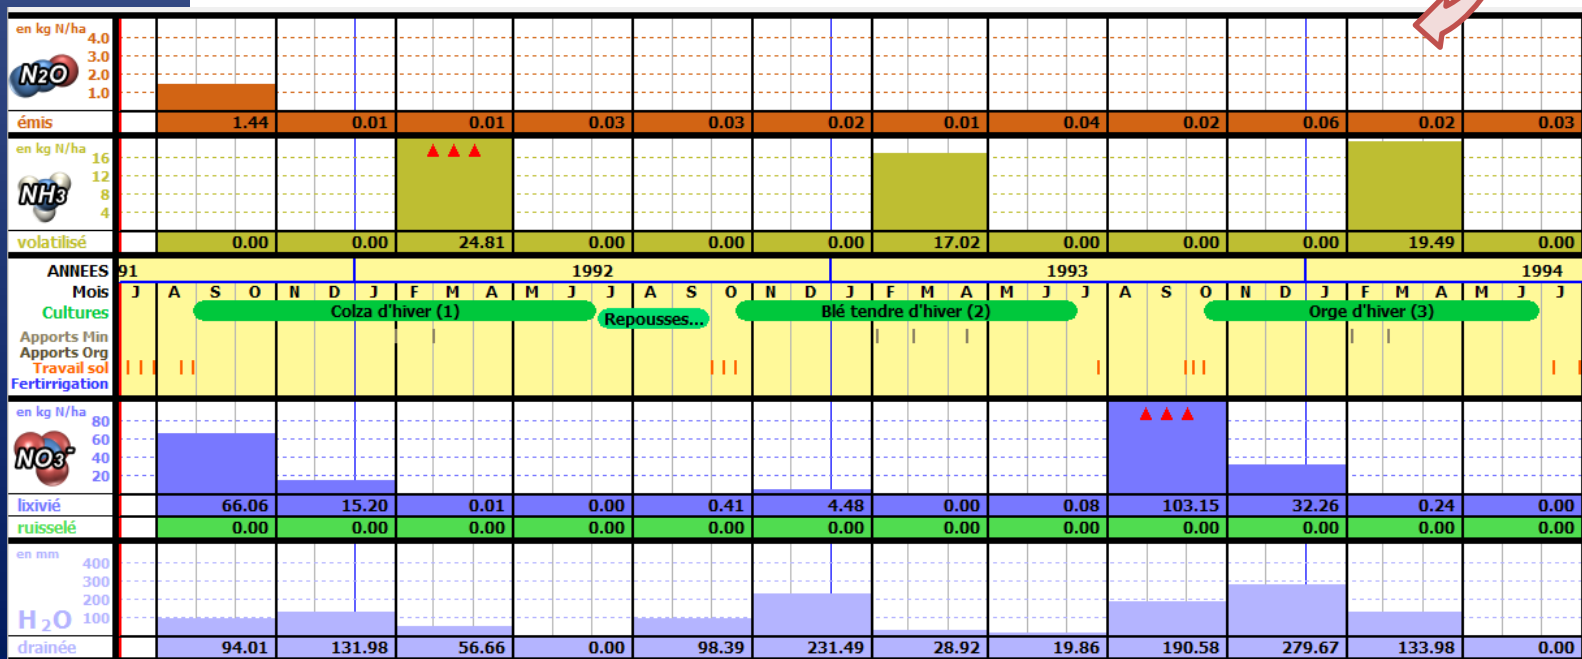 en kg N/ha
4.0
3.0
N2O 2.0
1.0
émis 1.44 0.01 0.01 0.03 0.03 0.02 0.01 0.04 0.02 0.06 0.02 0.03
en kg N/ha
16
12
NH3 8
4
volatilisé 0.00 0.00 24.81 0.00 0.00 0.00 17.02 0.00 0.00 0.00 19.49 0.00
ANNEES 91 1992 1993 1994
Mois J A S O N D J F M A M J J A S O N D J F M A M J J A S O N D J F M A M J J
Cultures Colza d'hiver (1) Repousses... Blé tendre d'hiver (2) Orge d'hiver (3)
Apports Min
Apports Org
Travail sol
Fertirrigation
en kg N/ha
80
60
NO3- 40
20
lixivié 66.06 15.20 0.01 0.00 0.41 4.48 0.00 0.08 103.15 32.26 0.24 0.00
ruisselé 0.00 0.00 0.00 0.00 0.00 0.00 0.00 0.00 0.00 0.00 0.00 0.00
en mm
400
300
200
H2O 100
drainée 94.01 131.98 56.66 0.00 98.39 231.49 28.92 19.86 190.58 279.67 133.98 0.00